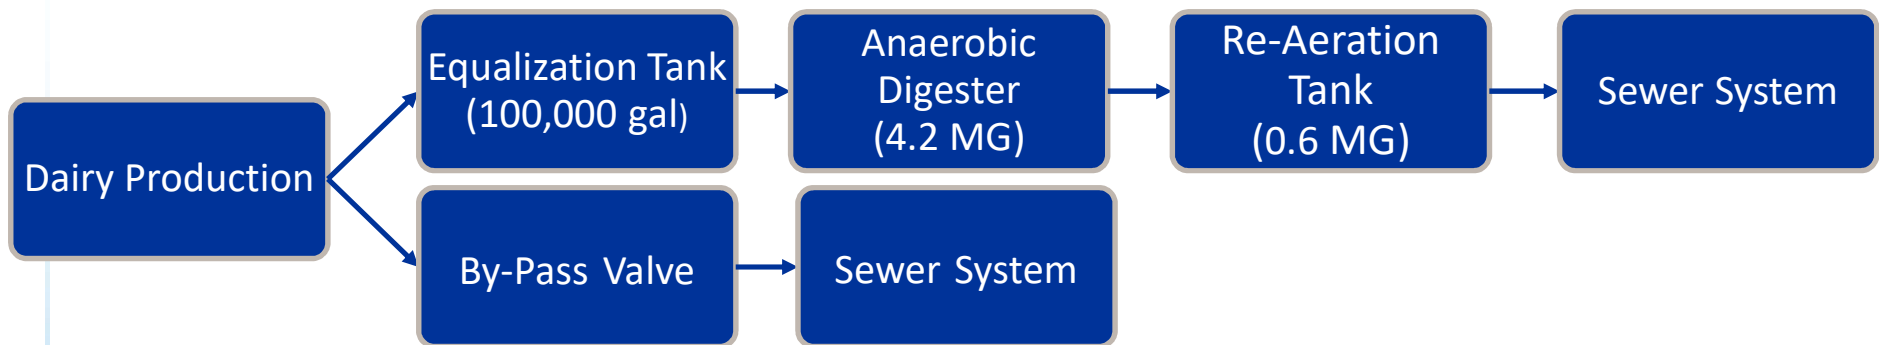 Dairy Production
Equalization Tank
(100,000 gal)
Anaerobic
Digester
(4.2 MG)
Re-Aeration
Tank
(0.6 MG)
Sewer System
By-Pass Valve
Sewer System